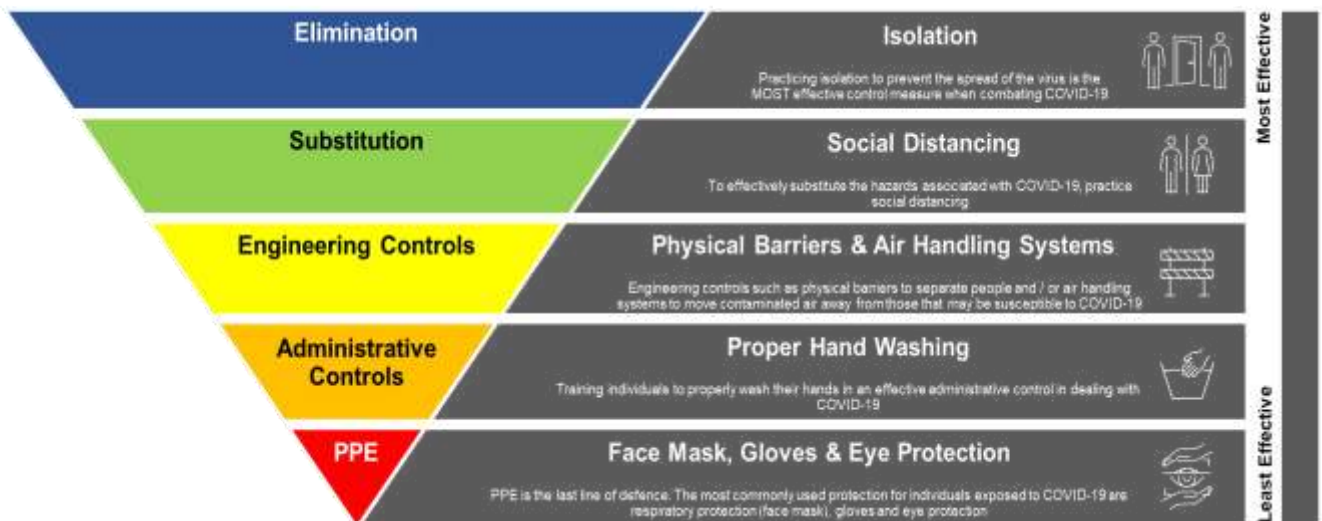 Elimination
Isolation
Practicing isolation to prevent the spread of the virus is the
MOST effective control measure when combating COVID-19
Most Effective
Substitution
Social Distancing
To effectively substitute the hazards associated with COVID-19, practice
social distancing
Engineering Controls
Physical Barriers & Air Handling Systems
Engineering controls such as physical barriers to separate people and / or air handling
systems to move contaminated air away from those that may be susceptible to COVID-19
Administrative
Controls
Proper Hand Washing
Training individuals to properly wash their hands in an effective administrative control in dealing with
COVID-19
PPE
Face Mask, Gloves & Eye Protection
PPE is the last line of defence. The most commonly used protection for individuals exposed to COVID-19 are
respiratory protection (face mask), gloves and eye protection
Least Effective